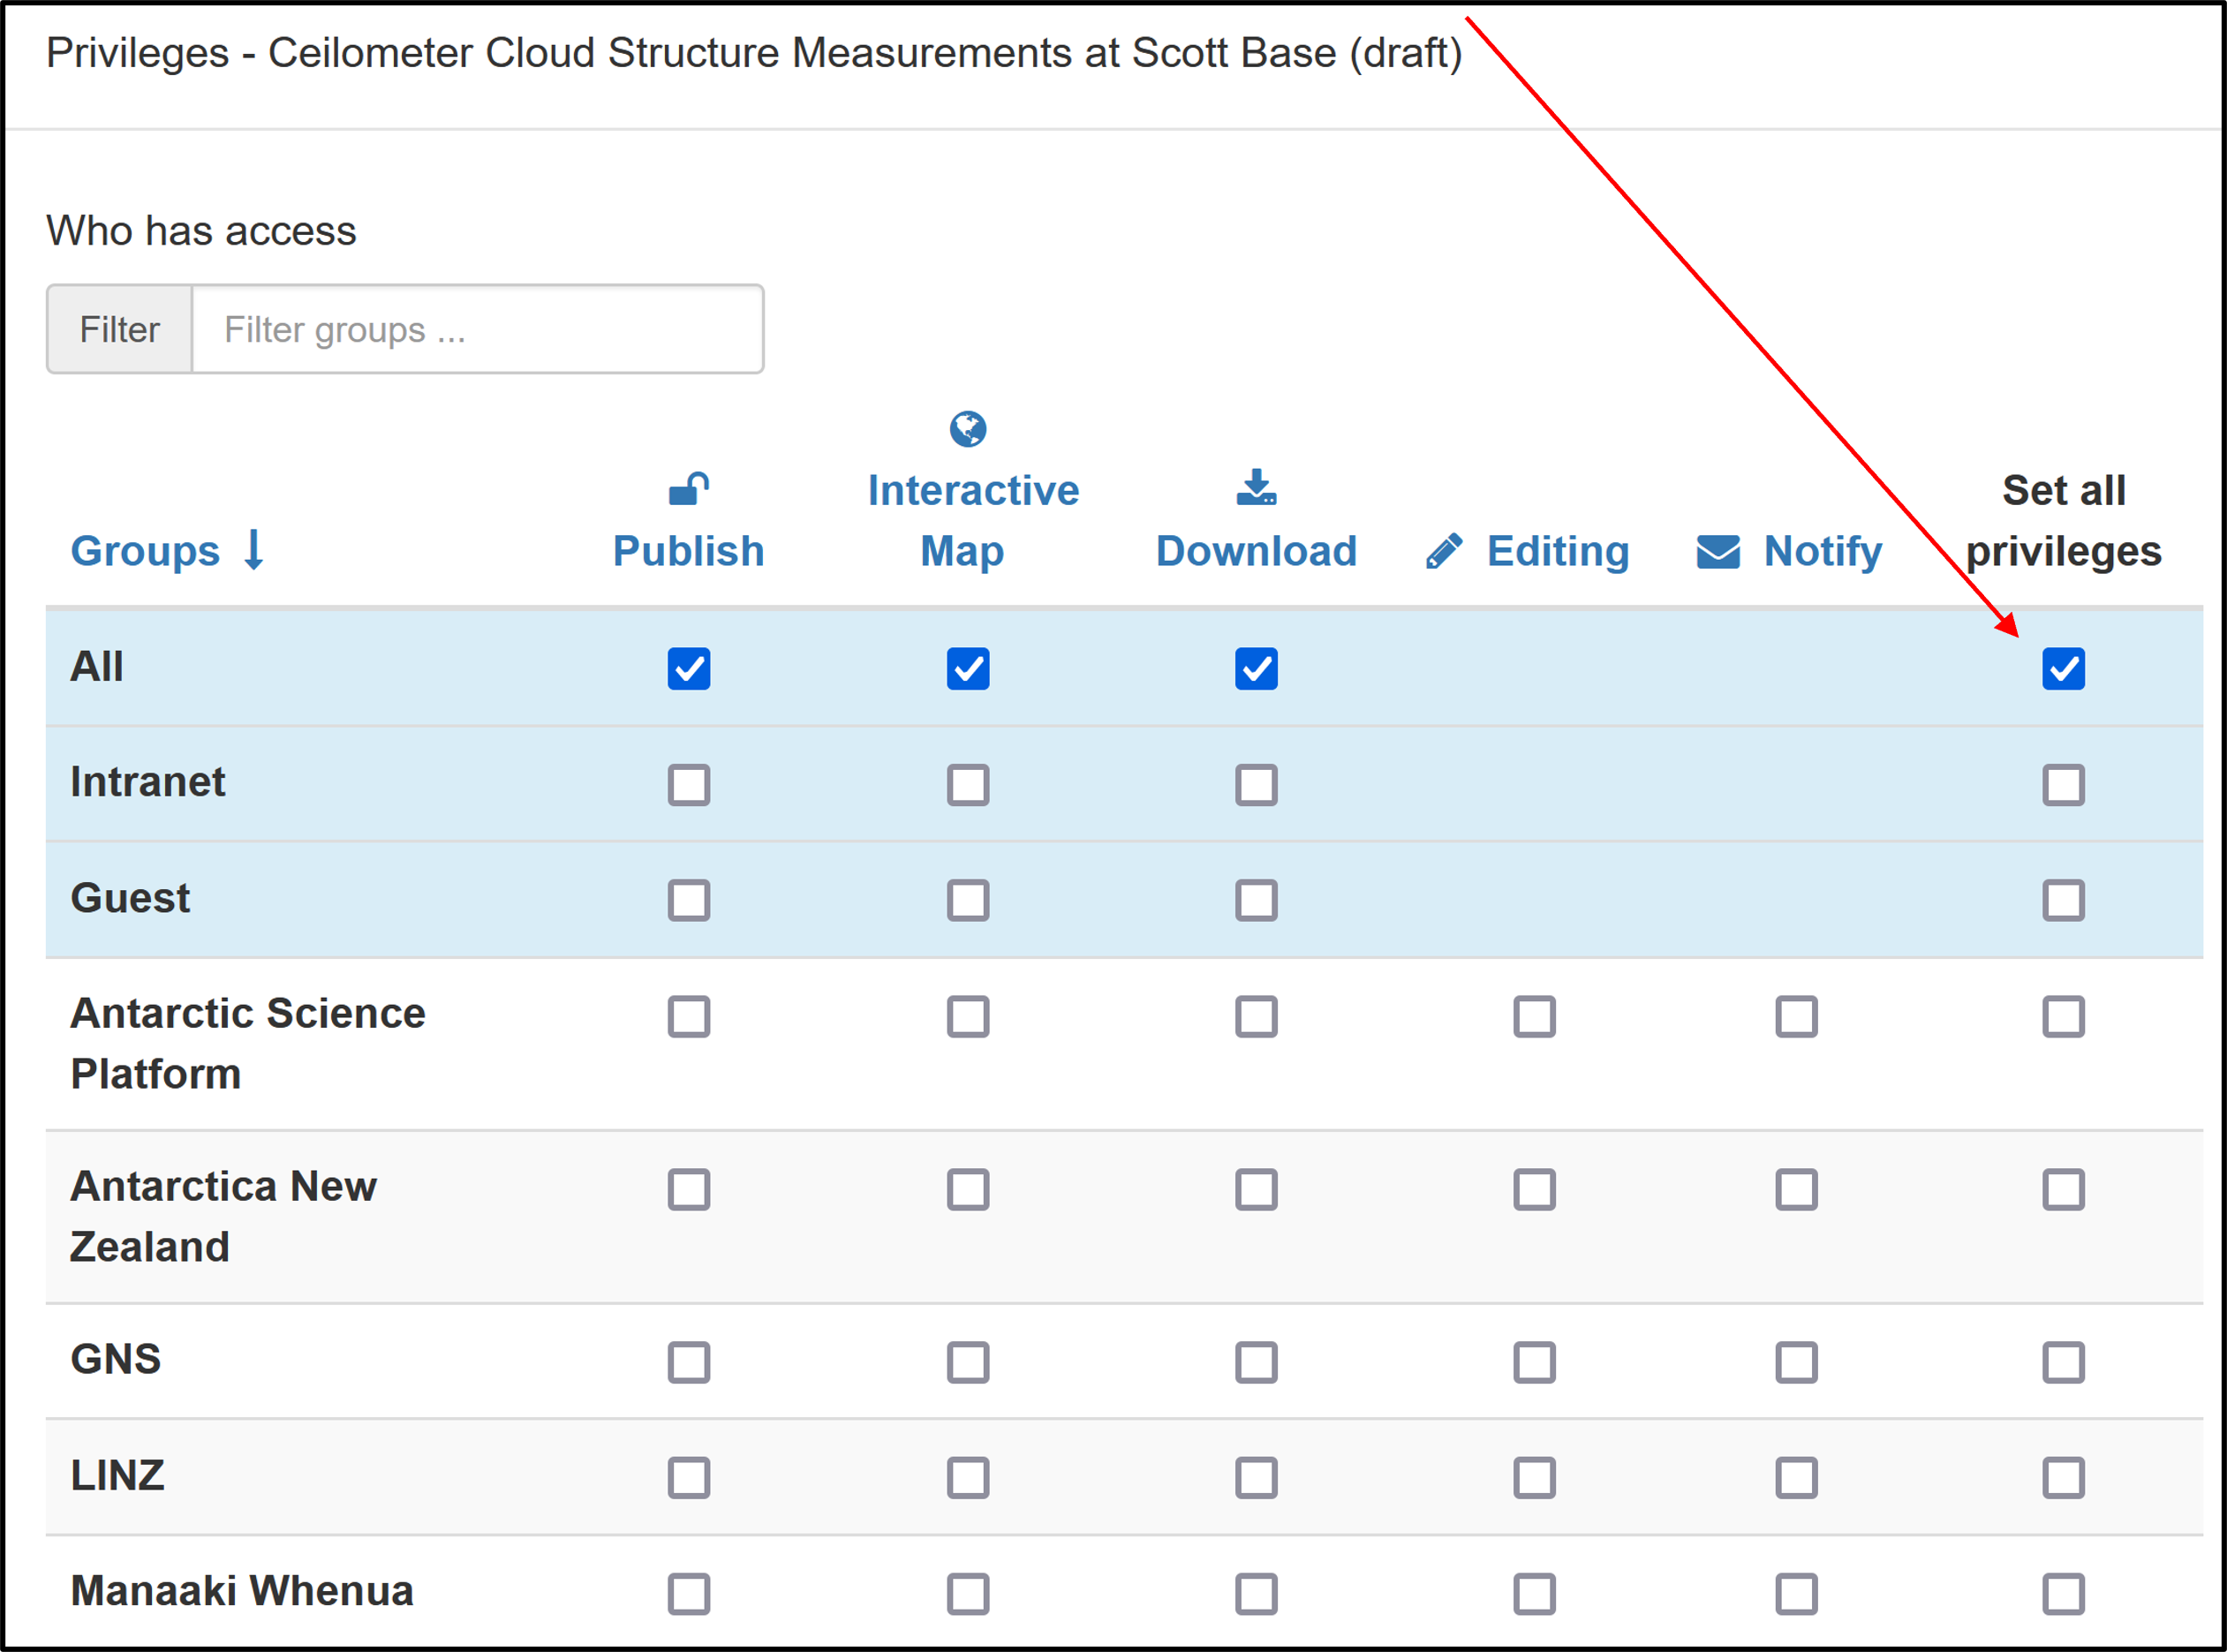 Privileges - Ceilometer Cloud Structure Measurements at Scott Base (draft)
Who has access
Filter Filter groups ...
Groups Publish Interactive Map Download Editing Notify Set all privileges
All
Intranet
Guest
Antarctic Science
Platform
Antarctica New
Zealand
GNS
LINZ
Manaaki Whenua